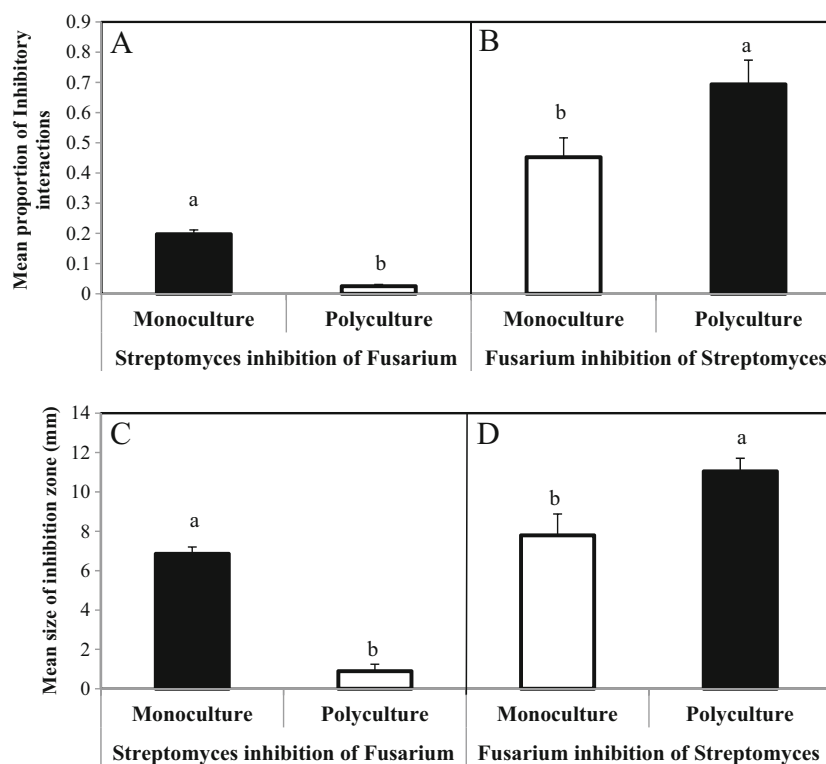 Mean proportion of Inhibitory
interactions
0.9
0.8
0.7
0.6
0.5
0.4
0.3
0.2
0.1
0
A
a
b
B
b
a
Monoculture
Polyculture
Monoculture
Polyculture
Streptomyces inhibition of Fusarium
Fusarium inhibition of Streptomyces
Mean size of inhibition zone (mm)
14
12
10
8
6
4
2
0
C
a
b
D
b
a
Monoculture
Polyculture
Monoculture
Polyculture
Streptomyces inhibition of Fusarium
Fusarium inhibition of Streptomyces